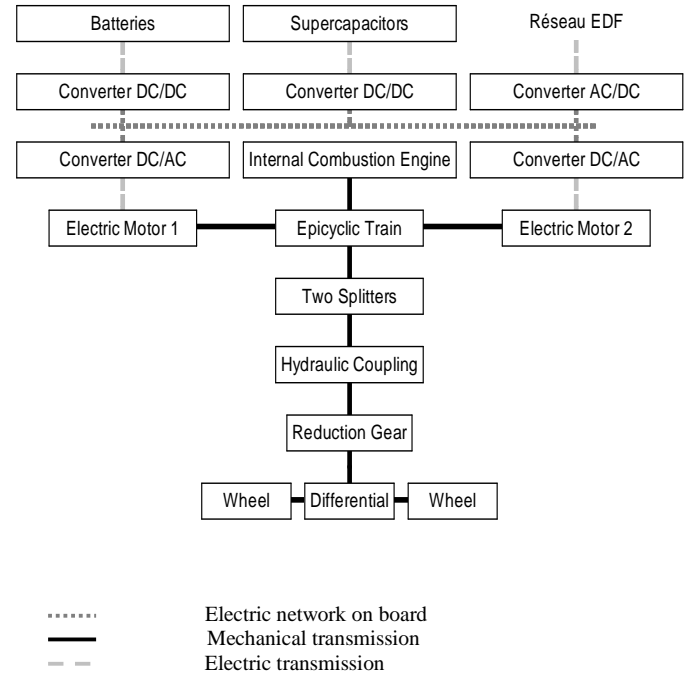 Batteries
Supercapacitors
Réseau EDF
Converter DC/DC
Converter DC/DC
Converter AC/DC
Converter DC/AC
Internal Combustion Engine
Converter DC/AC
Electric Motor 1
Epicyclic Train
Electric Motor 2
Two Splitters
Hydraulic Coupling
Reduction Gear
Wheel
Differential
Wheel
Electric network on board
Mechanical transmission
Electric transmission